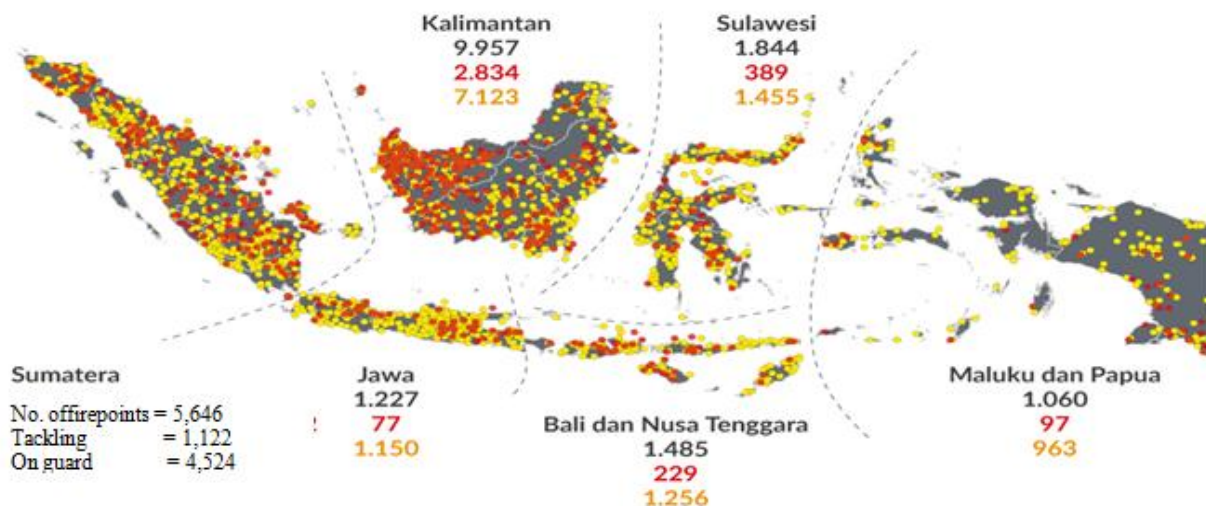 Kalimantan
9.957
2.834
7.123
Sulawesi
1.844
389
1.455
Sumatera
No. offirepoints = 5,646
Tackling = 1,122
On guard = 4,524
Jawa
1.227
77
1.150
Bali dan Nusa Tenggara
1.485
229
1.256
Maluku dan Papua
1.060
97
963